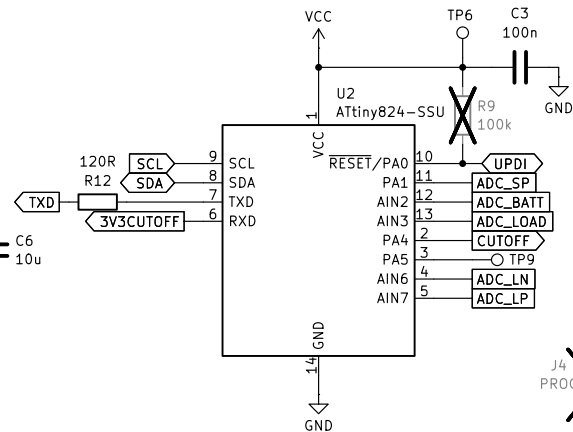 VCC
TP6
C3
100n
GND
U2
ATtiny824-SSU
R9
100k
1
VCC
120R
R12
SCL
9
SCL
RESET/PA0
10
UPDI
SDA
8
SDA
PA1
11
ADC_SP
TXD
7
TXD
AIN2
12
ADC_BATT
3V3CUTOFF
6
RXD
AIN3
13
ADC_LOAD
PA4
2
CUTOFF
PA5
3
TP9
AIN6
4
ADC_LN
AIN7
5
ADC_LP
C6
10u
GND
14
GND
J4